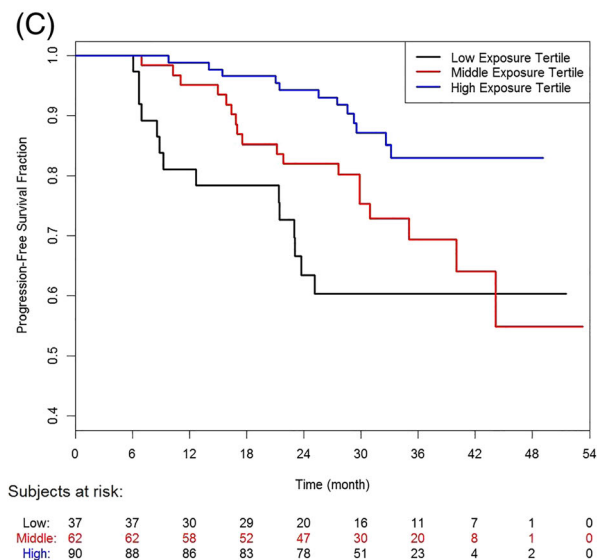 (C)
Low Exposure Tertile
Middle Exposure Tertile
High Exposure Tertile
Progression-Free Survival Fraction
1.0
0.9
0.8
0.7
0.6
0.5
0.4
0 6 12 18 24 30 36 42 48 54
Time (month)
Subjects at risk:
Low: 37 37 30 29 20 16 11 7 1 0
Middle: 62 62 58 52 47 30 20 8 1 0
High: 90 88 86 83 78 51 23 4 2 0